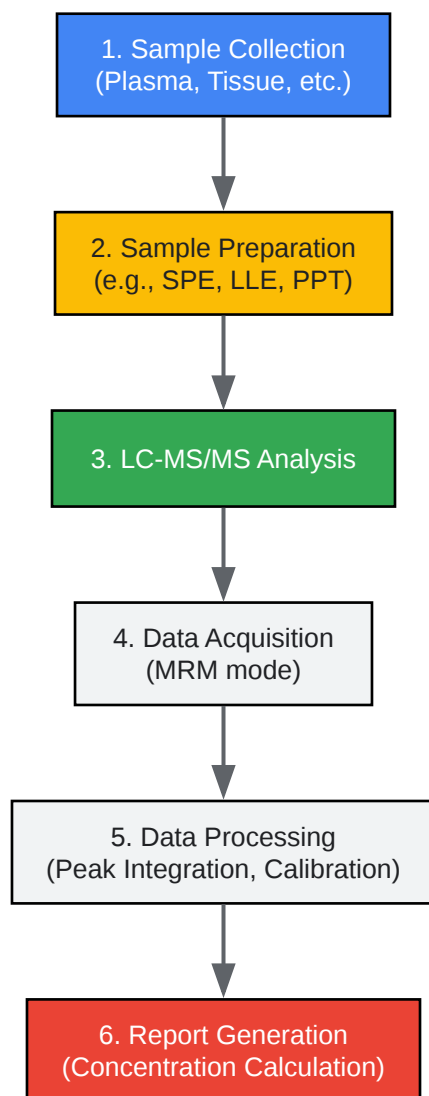 1. Sample Collection
(Plasma, Tissue, etc.)
2. Sample Preparation
(e.g., SPE, LLE, PPT)
3. LC-MS/MS Analysis
4. Data Acquisition
(MRM mode)
5. Data Processing
(Peak Integration, Calibration)
6. Report Generation
(Concentration Calculation)